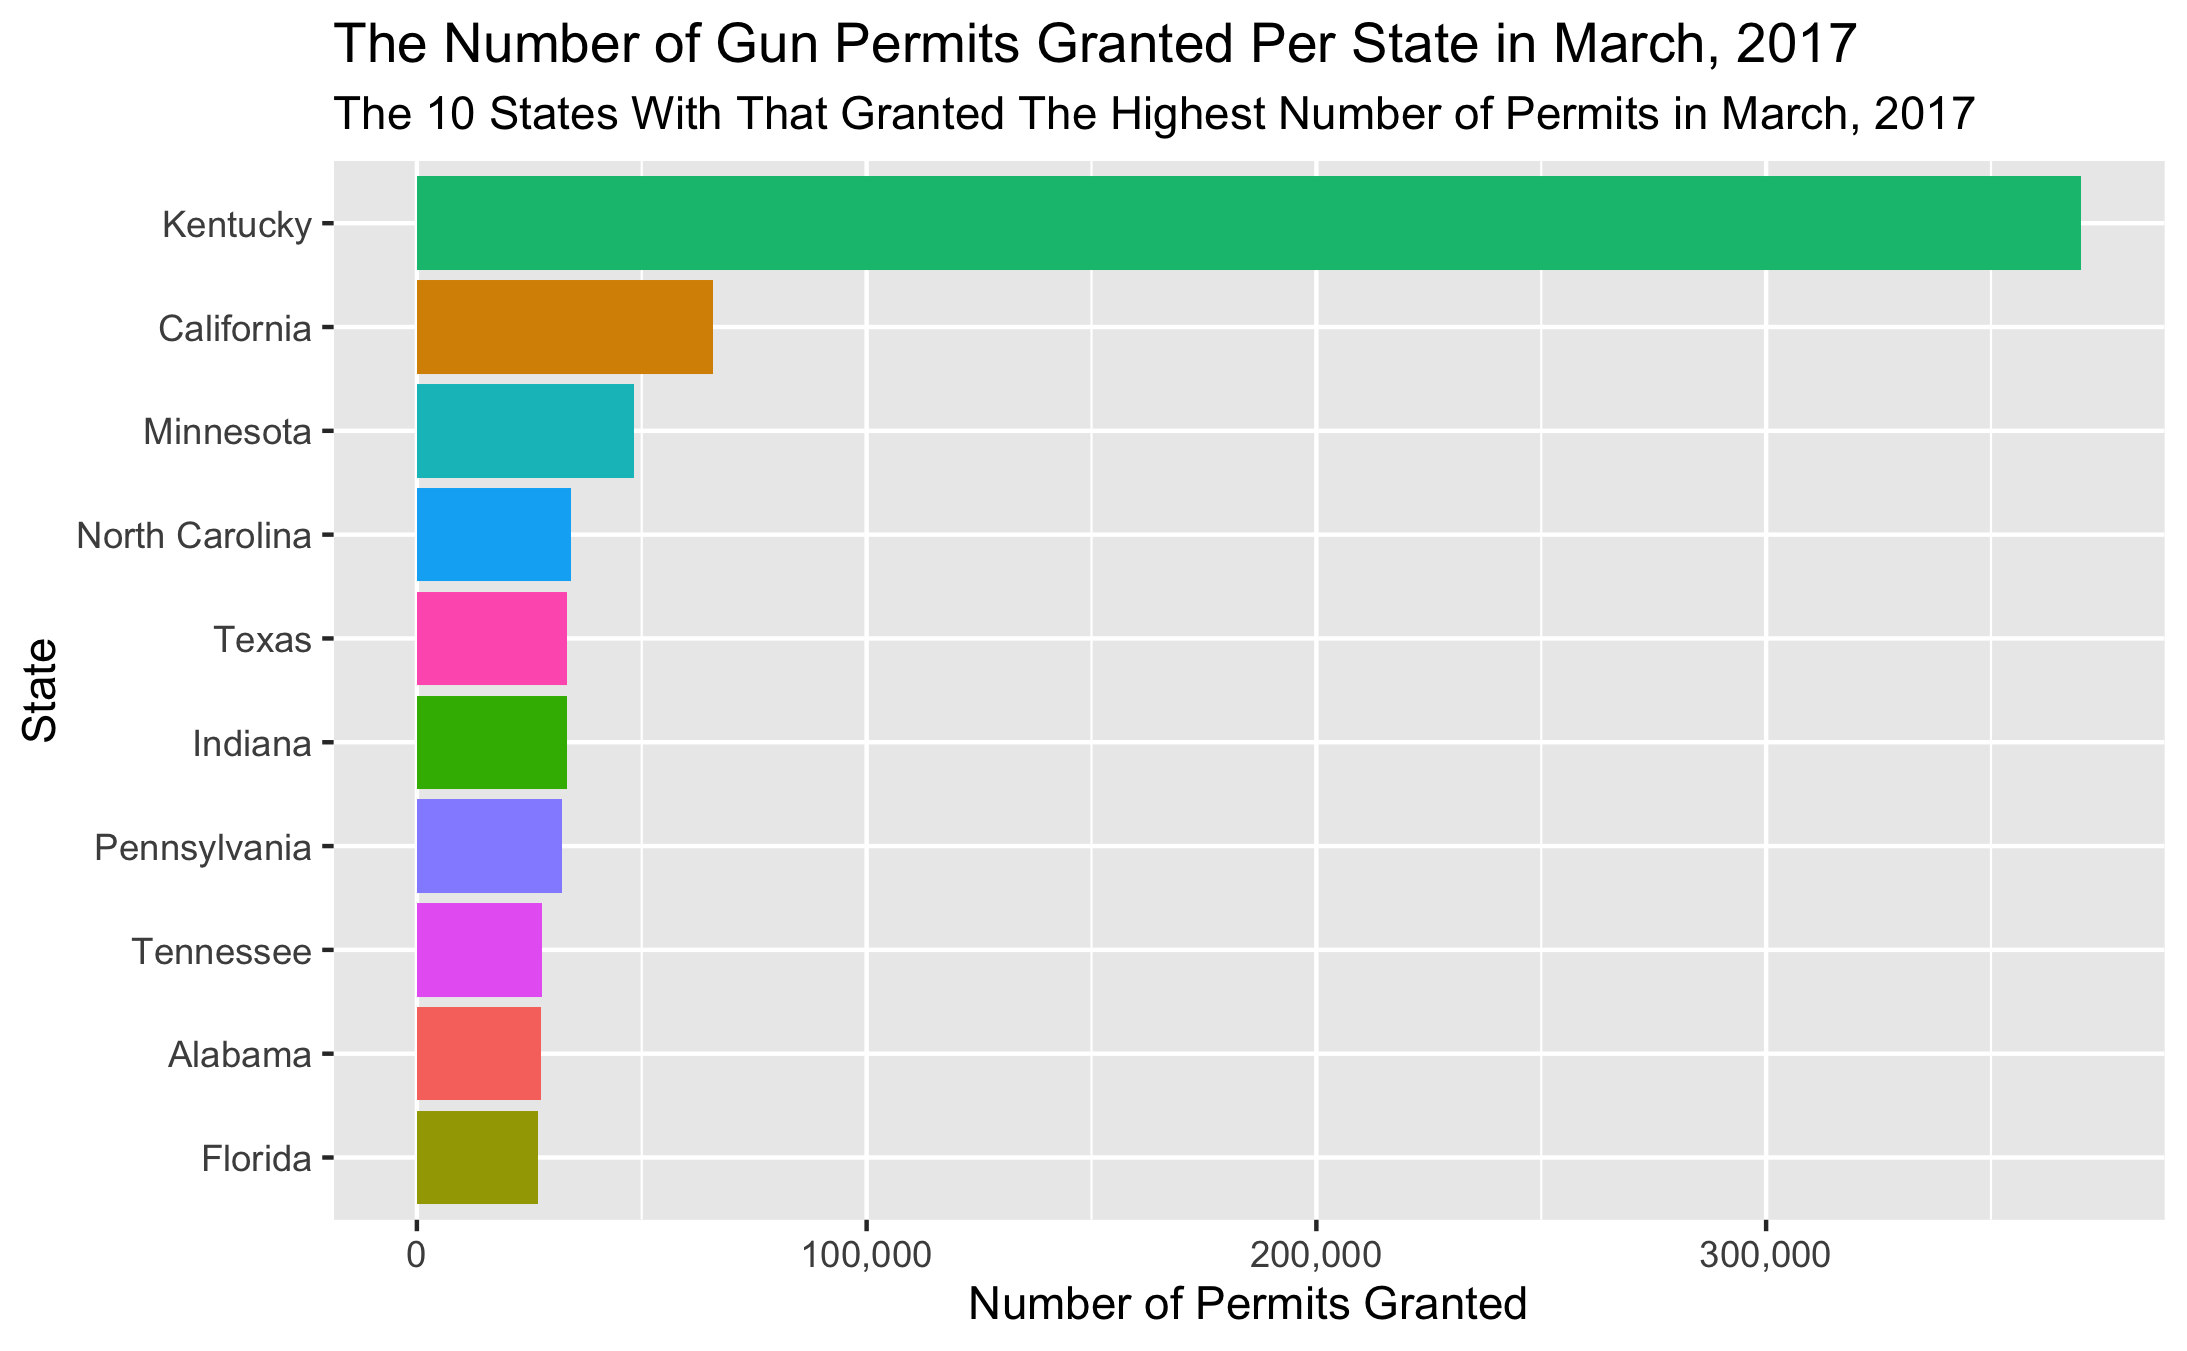 The Number of Gun Permits Granted Per State in March, 2017
The 10 States With That Granted The Highest Number of Permits in March, 2017
Kentucky
California
Minnesota
North Carolina
Texas
Indiana
Pennsylvania
Tennessee
Alabama
Florida
State
0
100,000
200,000
300,000
Number of Permits Granted